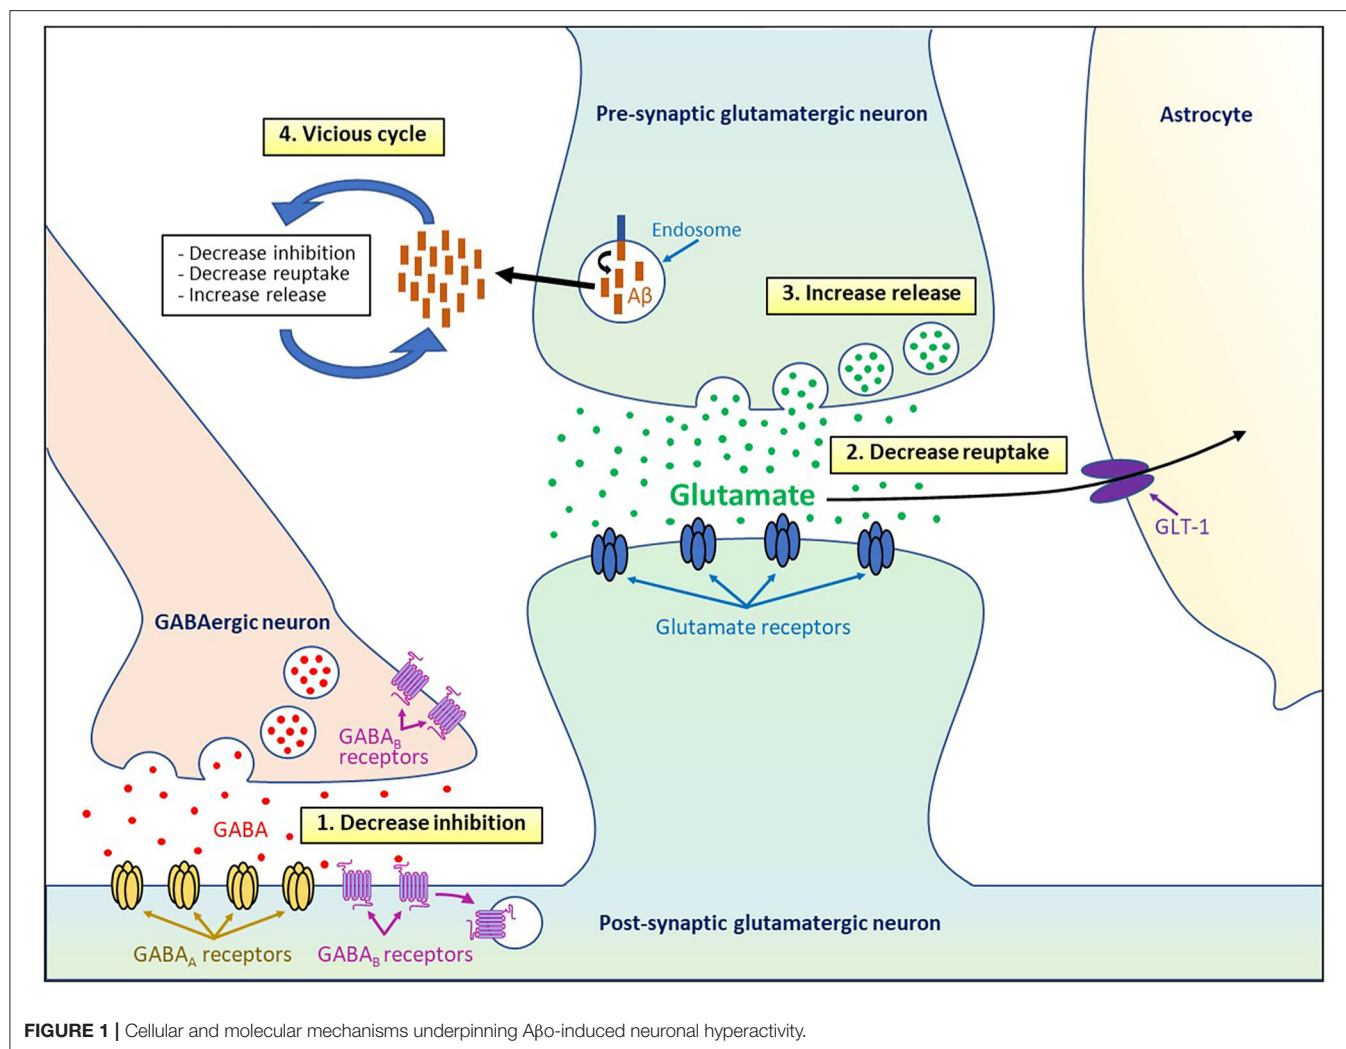 Pre-synaptic glutamatergic neuron
Astrocyte
4. Vicious cycle
Endosome
- Decrease inhibition
- Decrease reuptake
- Increase release
Aβ
3. Increase release
2. Decrease reuptake
Glutamate
GLT-1
Glutamate receptors
GABAergic neuron
GABAB
receptors
GABA
1. Decrease inhibition
GABAA receptors
GABAB receptors
Post-synaptic glutamatergic neuron
FIGURE 1 | Cellular and molecular mechanisms underpinning Aβo-induced neuronal hyperactivity.